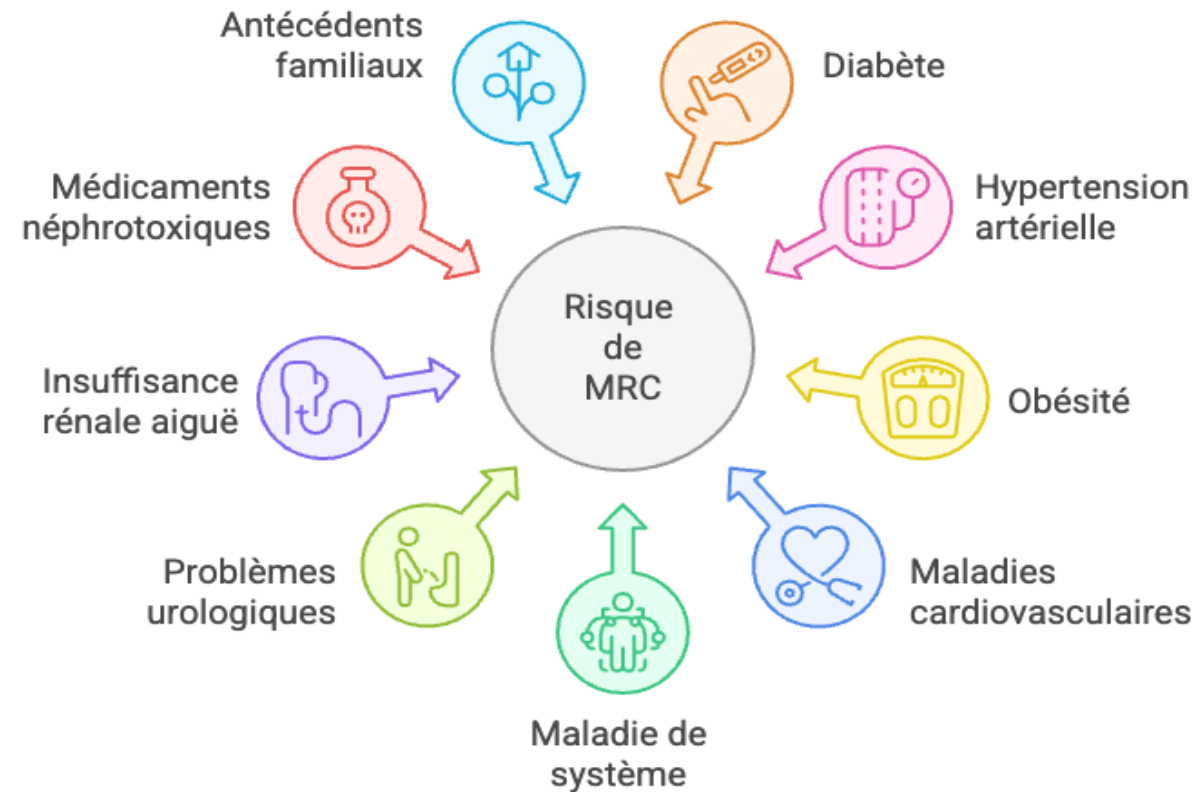 Antécédents
familiaux
Diabète
Médicaments
néphrotoxiques
Hypertension
artérielle
Risque
de
MRC
Insuffisance
rénale aiguë
Obésité
Problèmes
urologiques
Maladies
cardiovasculaires
Maladie de
système